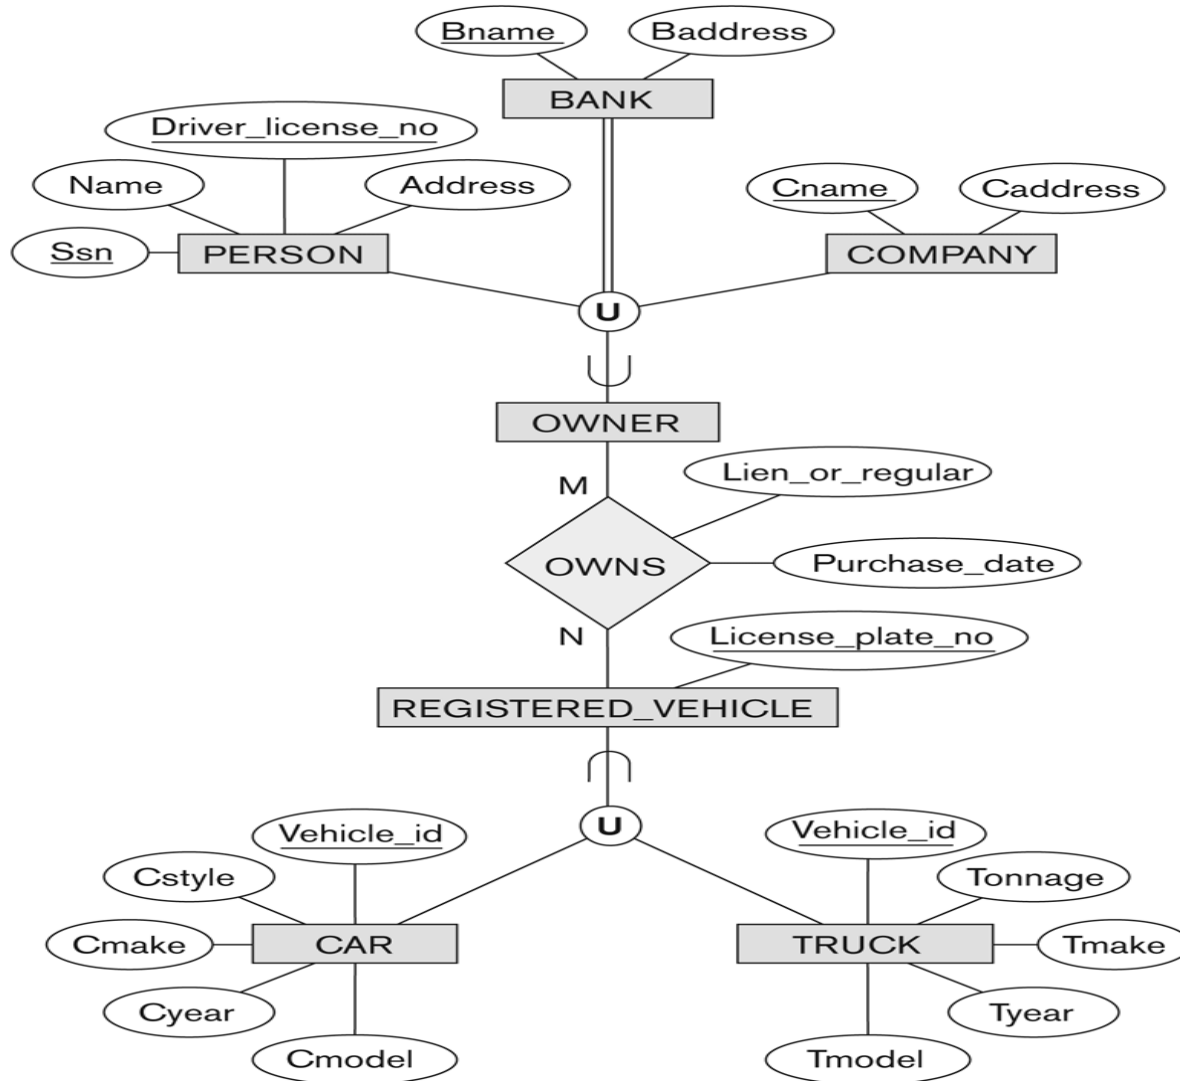 Bname
Baddress
BANK
Driver_license_no
Name
Address
Cname
Caddress
Ssn
PERSON
COMPANY
U
OWNER
M
Lien_or_regular
OWNS
Purchase_date
N
License_plate_no
REGISTERED_VEHICLE
U
Vehicle_id
Vehicle_id
Cstyle
Tonnage
Cmake
CAR
TRUCK
Tmake
Cyear
Tyear
Cmodel
Tmodel